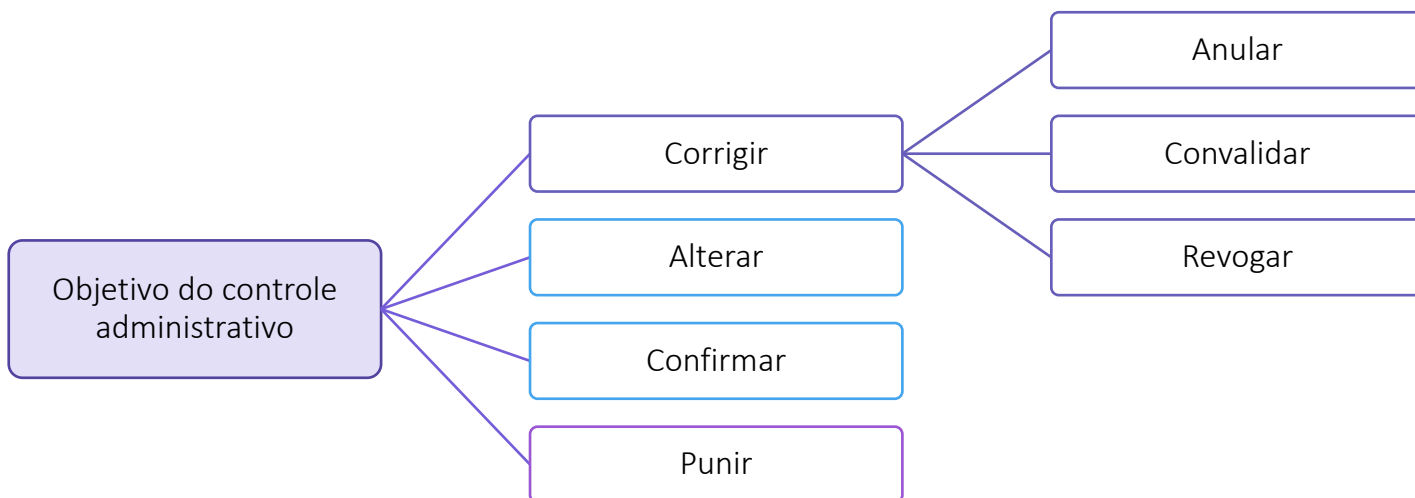 Objetivo do controle
administrativo
Corrigir
Alterar
Confirmar
Punir
Anular
Convalidar
Revogar